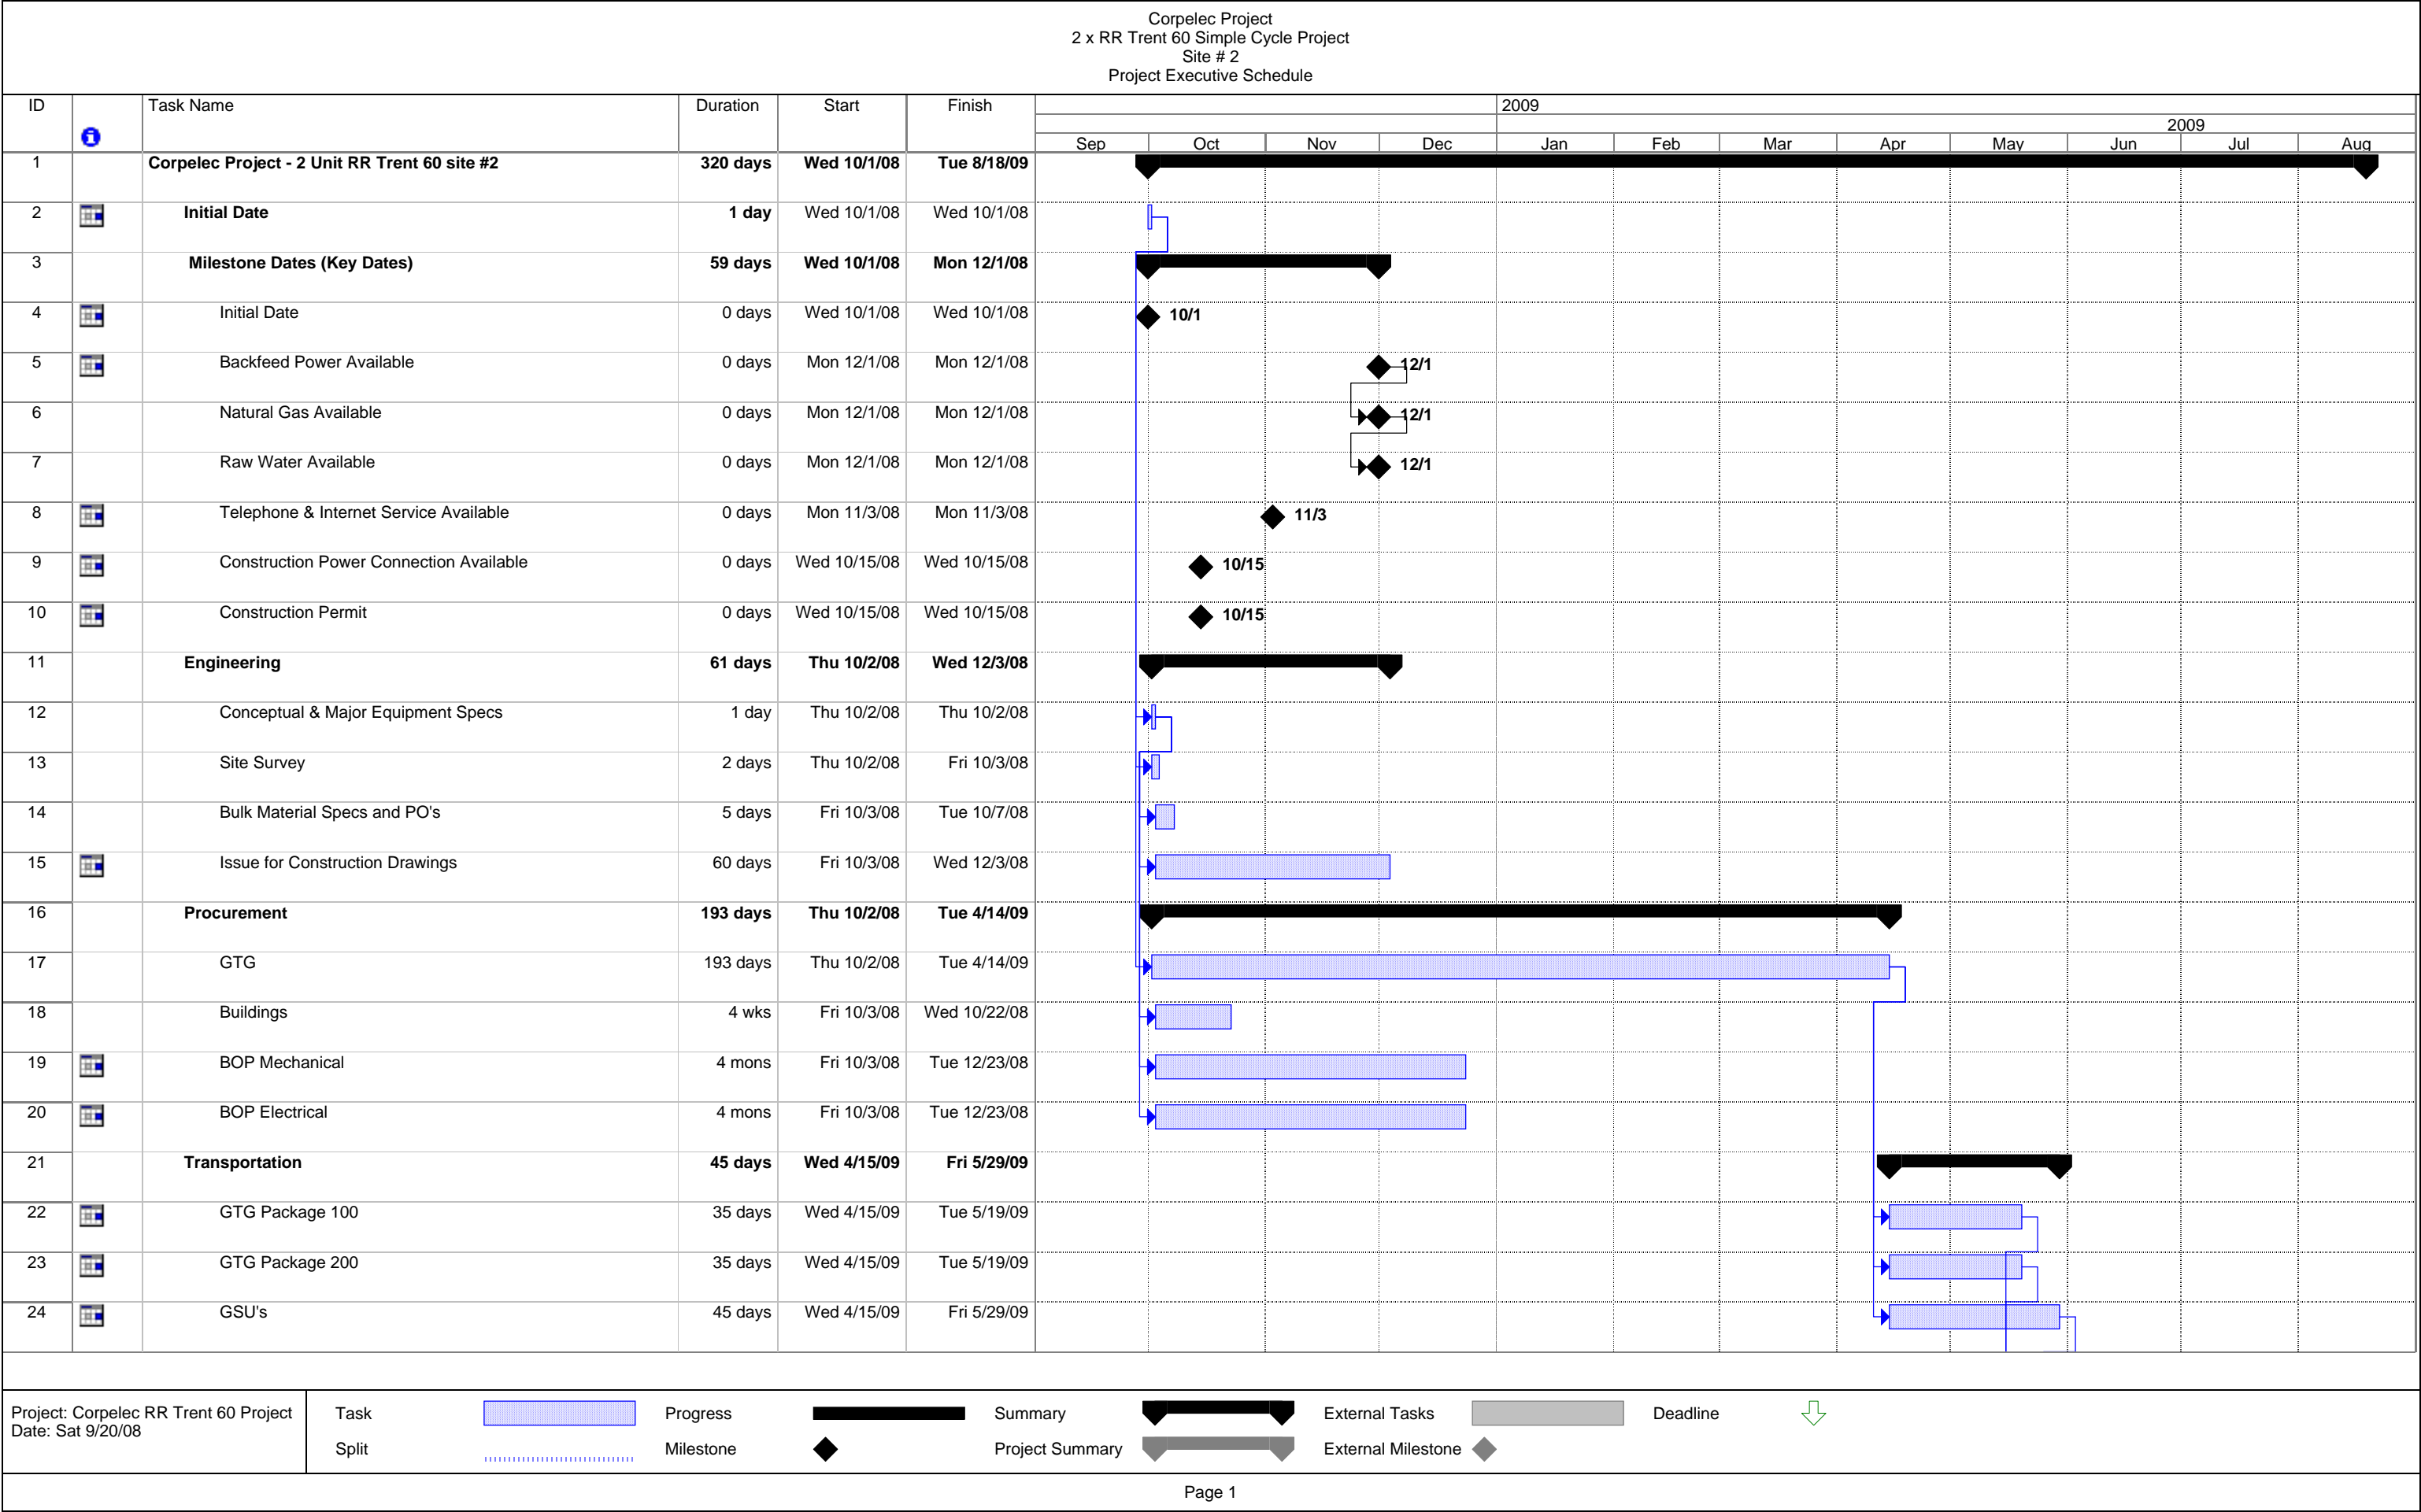 Corpelec Project
2 x RR Trent 60 Simple Cycle Project
Site # 2
Project Executive Schedule
ID Task Name Duration Start Finish 2009
2009
Sep Oct Nov Dec Jan Feb Mar Apr May Jun Jul Aug
1 Corpelec Project - 2 Unit RR Trent 60 site #2 320 days Wed 10/1/08 Tue 8/18/09
2 Initial Date 1 day Wed 10/1/08 Wed 10/1/08
3 Milestone Dates (Key Dates) 59 days Wed 10/1/08 Mon 12/1/08
4 Initial Date 0 days Wed 10/1/08 Wed 10/1/08 10/1
5 Backfeed Power Available 0 days Mon 12/1/08 Mon 12/1/08 12/1
6 Natural Gas Available 0 days Mon 12/1/08 Mon 12/1/08 12/1
7 Raw Water Available 0 days Mon 12/1/08 Mon 12/1/08 12/1
8 Telephone & Internet Service Available 0 days Mon 11/3/08 Mon 11/3/08 11/3
9 Construction Power Connection Available 0 days Wed 10/15/08 Wed 10/15/08 10/15
10 Construction Permit 0 days Wed 10/15/08 Wed 10/15/08 10/15
11 Engineering 61 days Thu 10/2/08 Wed 12/3/08
12 Conceptual & Major Equipment Specs 1 day Thu 10/2/08 Thu 10/2/08
13 Site Survey 2 days Thu 10/2/08 Fri 10/3/08
14 Bulk Material Specs and PO's 5 days Fri 10/3/08 Tue 10/7/08
15 Issue for Construction Drawings 60 days Fri 10/3/08 Wed 12/3/08
16 Procurement 193 days Thu 10/2/08 Tue 4/14/09
17 GTG 193 days Thu 10/2/08 Tue 4/14/09
18 Buildings 4 wks Fri 10/3/08 Wed 10/22/08
19 BOP Mechanical 4 mons Fri 10/3/08 Tue 12/23/08
20 BOP Electrical 4 mons Fri 10/3/08 Tue 12/23/08
21 Transportation 45 days Wed 4/15/09 Fri 5/29/09
22 GTG Package 100 35 days Wed 4/15/09 Tue 5/19/09
23 GTG Package 200 35 days Wed 4/15/09 Tue 5/19/09
24 GSU's 45 days Wed 4/15/09 Fri 5/29/09
Project: Corpelec RR Trent 60 Project
Date: Sat 9/20/08
Task Progress Summary External Tasks Deadline
Split Milestone Project Summary External Milestone
Page 1